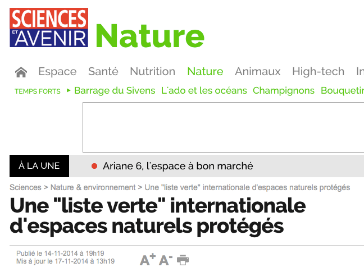 SCIENCES
ET AVENIR
Nature
Espace Santé Nutrition Nature Animaux High-tech
TEMPS FORTS ▸ Barrage du Sivens L'ado et les océans Champignons
À LA UNE • Ariane 6, l'espace à bon marché
Sciences > Nature & environnement > Une "liste verte" internationale d'espaces naturels protégés
Une "liste verte" internationale
d'espaces naturels protégés
Publié le 14-11-2014 à 19h19
Mis à jour le 17-11-2014 à 13h19
A+ A-